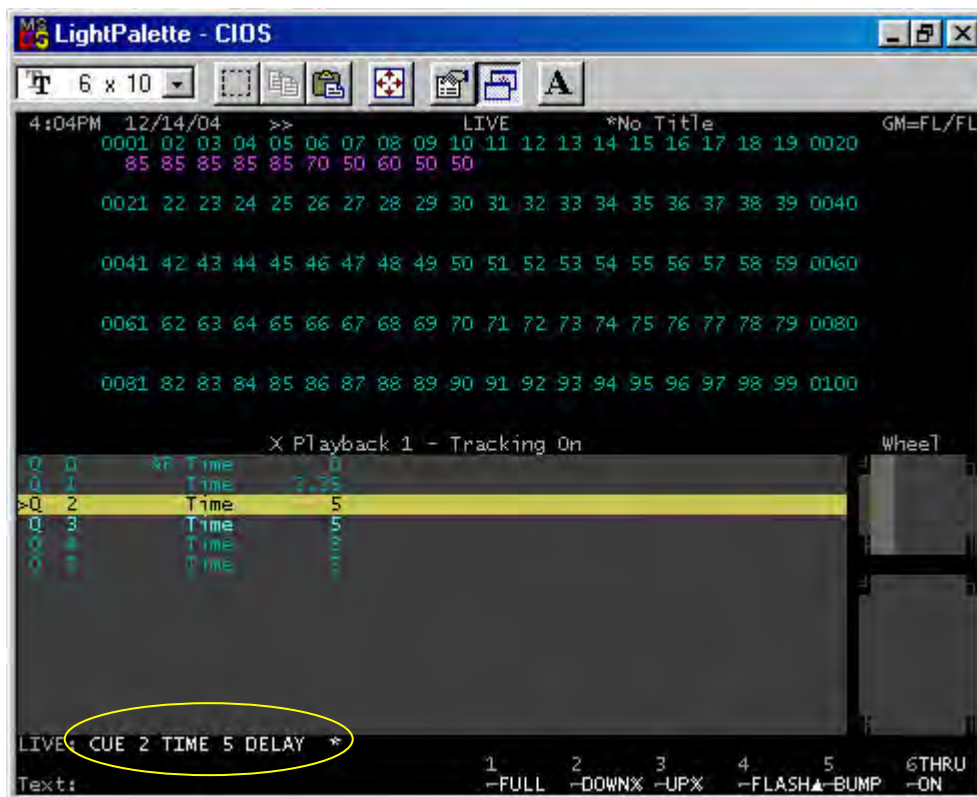 LightPalette - CIOS
6 x 10 A
4:04PM 12/14/04 >> LIVE *No Title GM=FL/FL
0001 02 03 04 05 06 07 08 09 10 11 12 13 14 15 16 17 18 19 0020
85 85 85 85 85 70 50 60 50 50
0021 22 23 24 25 26 27 28 29 30 31 32 33 34 35 36 37 38 39 0040
0041 42 43 44 45 46 47 48 49 50 51 52 53 54 55 56 57 58 59 0060
0061 62 63 64 65 66 67 68 69 70 71 72 73 74 75 76 77 78 79 0080
0081 82 83 84 85 86 87 88 89 90 91 92 93 94 95 96 97 98 99 0100
X Playback 1 - Tracking On Wheel
Q 0 Time 0
Q 1 Time
>Q 2 Time 5
Q 3 Time 5
Q Time
Q Time
LIVE: CUE 2 TIME 5 DELAY *
1 2 3 4 5 6THRU
Text: FULL DOWN% UP% FLASH▲ BUMP ON